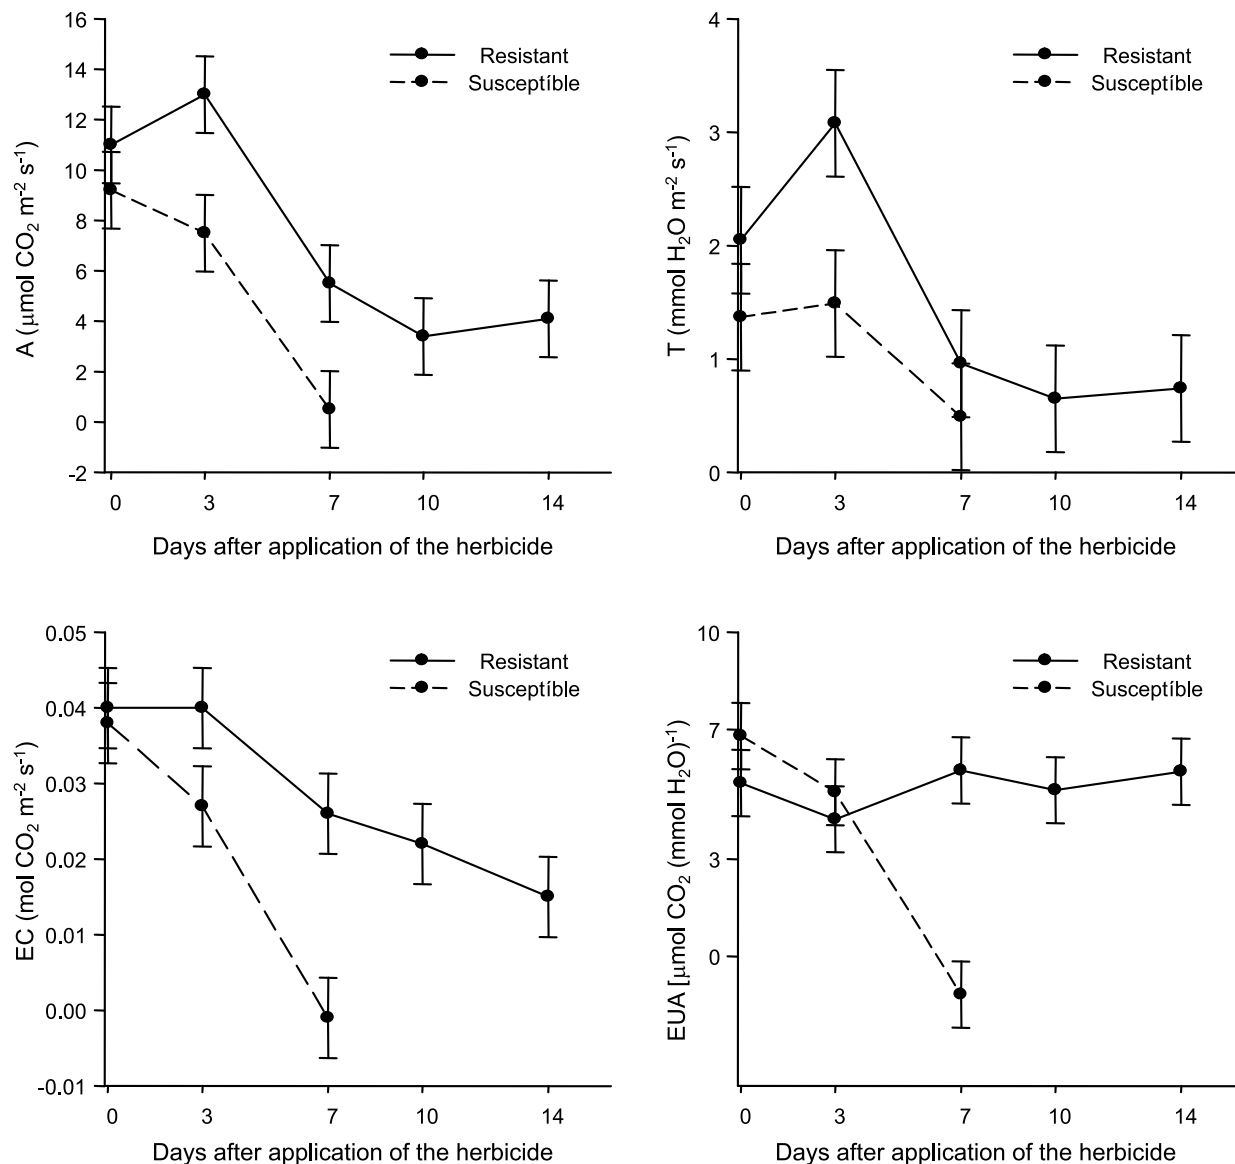 16
14
12
10
8
6
4
2
0
-2
A (μmol CO₂ m⁻² s⁻¹)
Resistant
Susceptíble
0 3 7 10 14
Days after application of the herbicide
4
3
2
1
0
T (mmol H₂O m⁻² s⁻¹)
Resistant
Susceptíble
0 3 7 10 14
Days after application of the herbicide
0.05
0.04
0.03
0.02
0.01
0.00
-0.01
EC (mol CO₂ m⁻² s⁻¹)
Resistant
Susceptíble
0 3 7 10 14
Days after application of the herbicide
10
7
3
0
EUA [μmol CO₂ (mmol H₂O)⁻¹)
Resistant
Susceptíble
0 3 7 10 14
Days after application of the herbicide